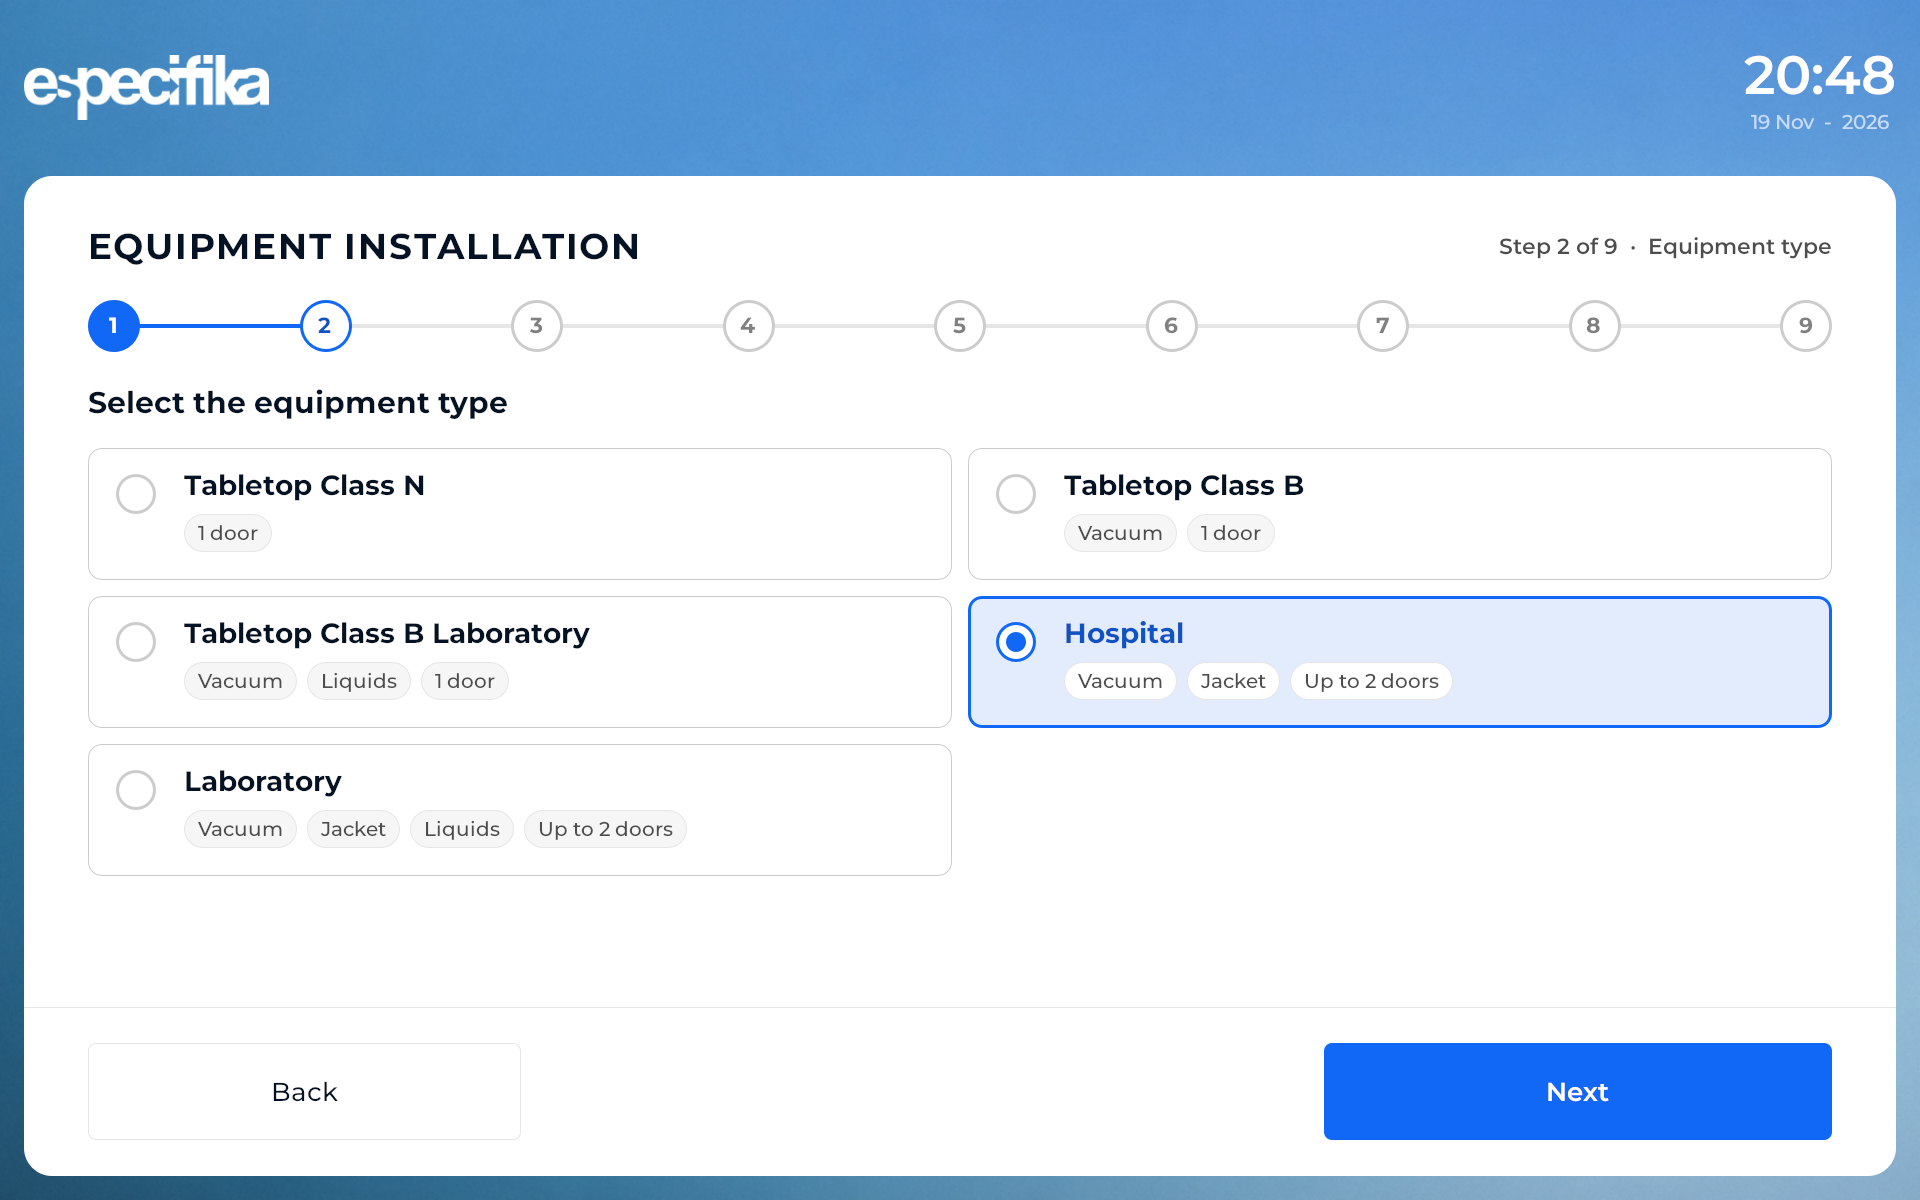 especifika
20:48
19 Nov - 2026
EQUIPMENT INSTALLATION
Step 2 of 9 · Equipment type
1 2 3 4 5 6 7 8 9
Select the equipment type
Tabletop Class N
1 door
Tabletop Class B
Vacuum 1 door
Tabletop Class B Laboratory
Vacuum Liquids 1 door
Hospital
Vacuum Jacket Up to 2 doors
Laboratory
Vacuum Jacket Liquids Up to 2 doors
Back
Next